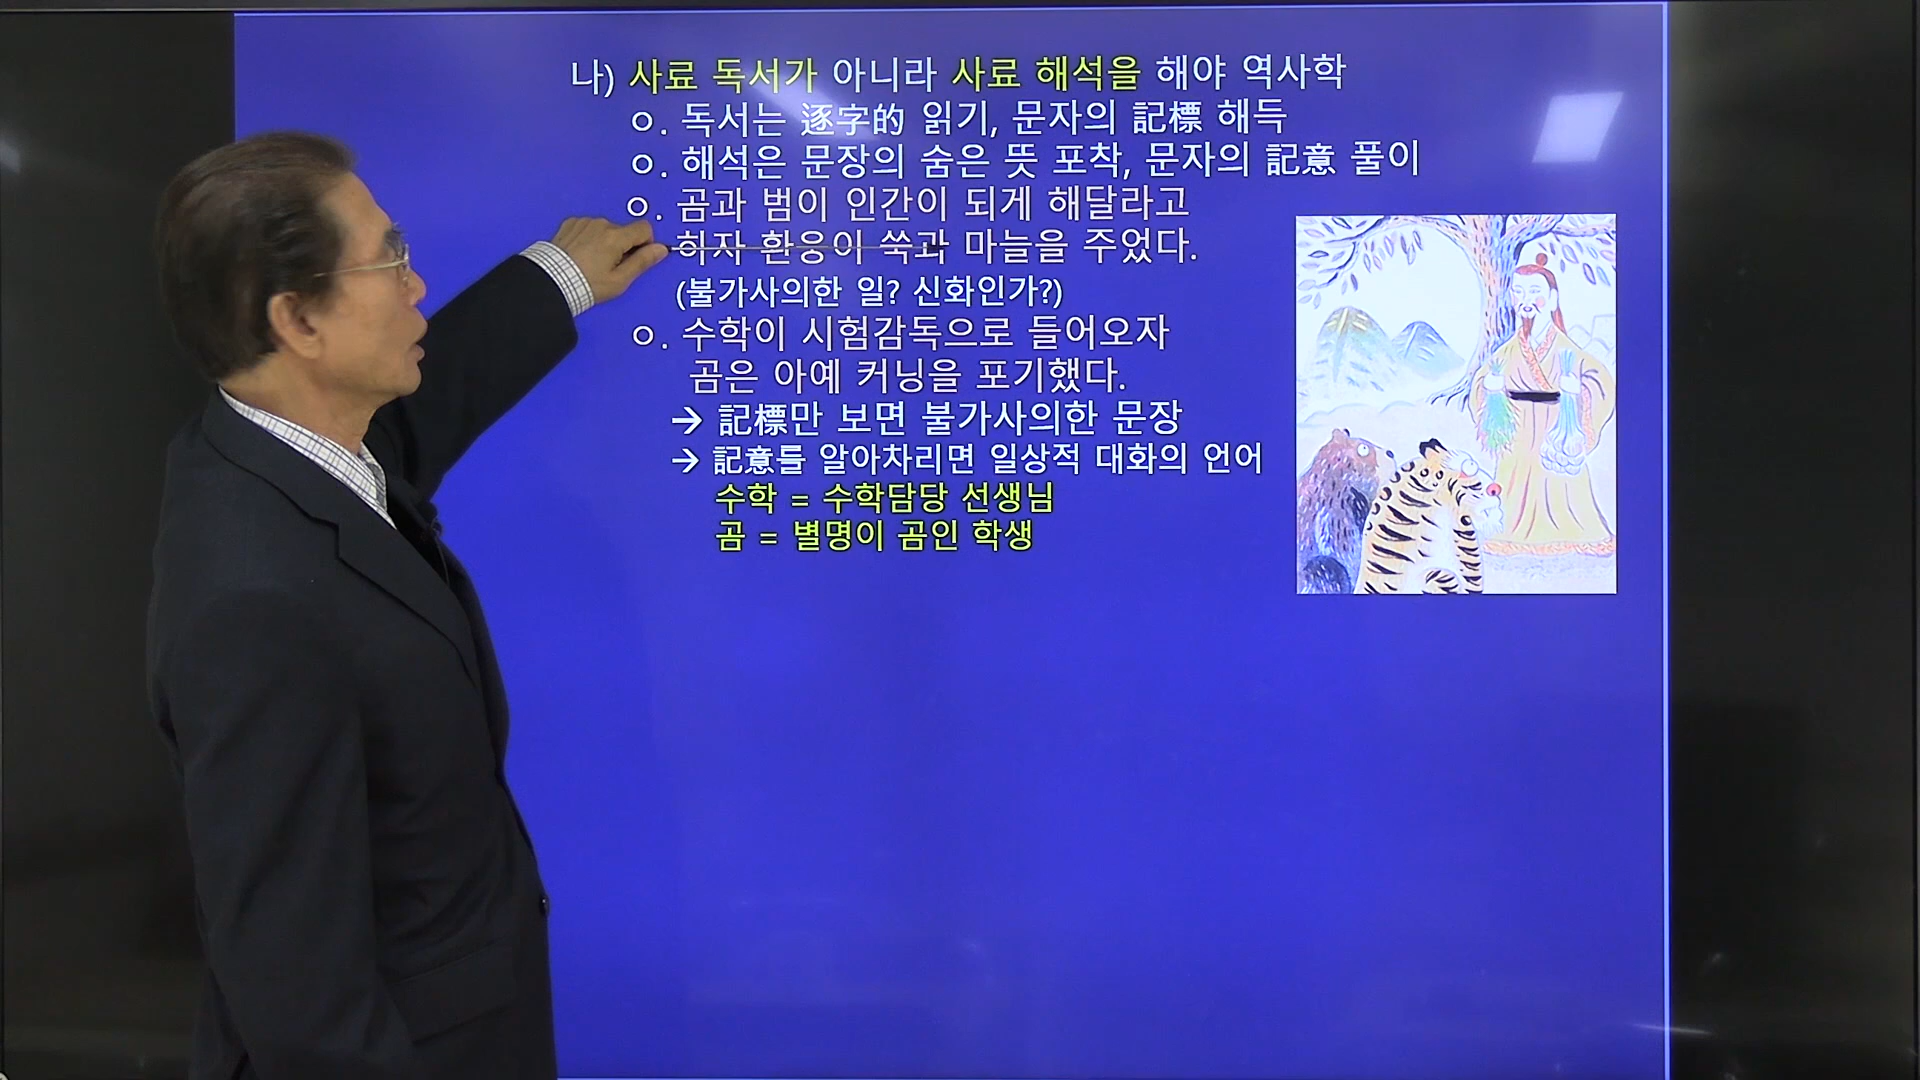 나) 사료 독서가 아니라 사료 해석을 해야 역사학
ㅇ. 독서는 逐字的 읽기, 문자의 記標 해득
ㅇ. 해석은 문장의 숨은 뜻 포착, 문자의 記意 풀이
ㅇ. 곰과 범이 인간이 되게 해달라고
하자 환웅이 쑥과 마늘을 주었다.
(불가사의한 일? 신화인가?)
ㅇ. 수학이 시험감독으로 들어오자
곰은 아예 커닝을 포기했다.
→ 記標만 보면 불가사의한 문장
→ 記意를 알아차리면 일상적 대화의 언어
수학 = 수학담당 선생님
곰 = 별명이 곰인 학생